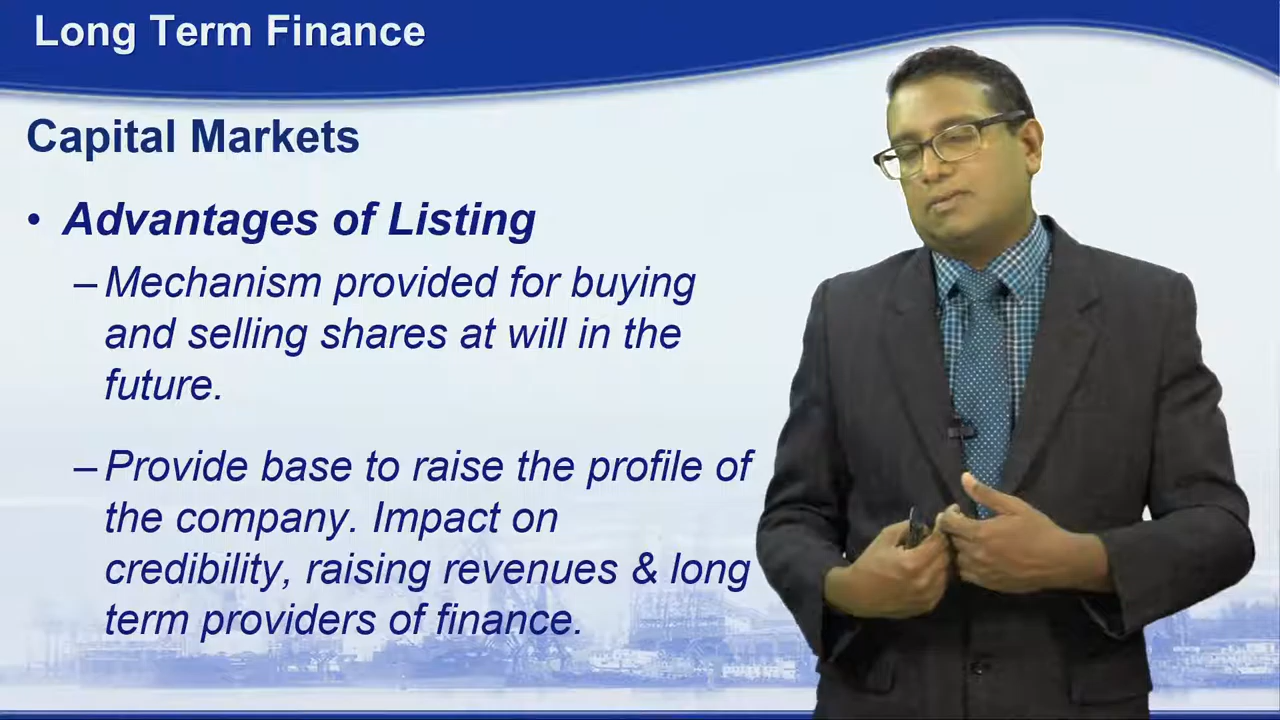 Long Term Finance
Capital Markets
• Advantages of Listing
– Mechanism provided for buying
and selling shares at will in the
future.
– Provide base to raise the profile of
the company. Impact on
credibility, raising revenues & long
term providers of finance.